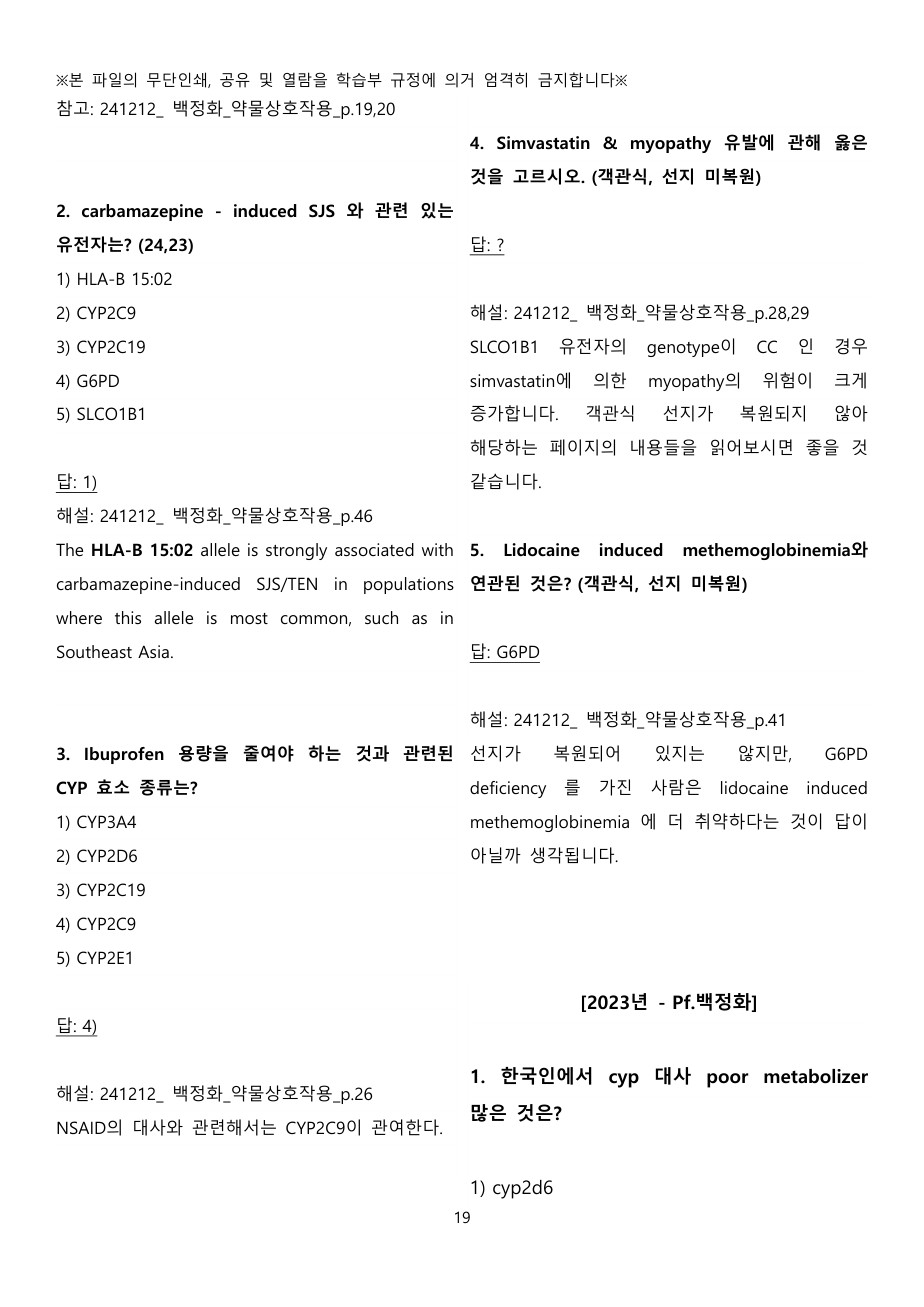 ※본 파일의 무단인쇄, 공유 및 열람을 학습부 규정에 의거 엄격히 금지합니다※
참고: 241212_ 백정화_약물상호작용_p.19,20
2. carbamazepine - induced SJS 와 관련 있는
유전자는? (24,23)
1) HLA-B 15:02
2) CYP2C9
3) CYP2C19
4) G6PD
5) SLCO1B1
답: 1)
해설: 241212_ 백정화_약물상호작용_p.46
The HLA-B 15:02 allele is strongly associated with
carbamazepine-induced SJS/TEN in populations
where this allele is most common, such as in
Southeast Asia.
3. Ibuprofen 용량을 줄여야 하는 것과 관련된
CYP 효소 종류는?
1) CYP3A4
2) CYP2D6
3) CYP2C19
4) CYP2C9
5) CYP2E1
답: 4)
해설: 241212_ 백정화_약물상호작용_p.26
NSAID의 대사와 관련해서는 CYP2C9이 관여한다.
4. Simvastatin & myopathy 유발에 관해 옳은
것을 고르시오. (객관식, 선지 미복원)
답: ?
해설: 241212_ 백정화_약물상호작용_p.28,29
SLCO1B1 유전자의 genotype이 CC 인 경우
simvastatin에 의한 myopathy의 위험이 크게
증가합니다. 객관식 선지가 복원되지 않아
해당하는 페이지의 내용들을 읽어보시면 좋을 것
같습니다.
5. Lidocaine induced methemoglobinemia와
연관된 것은? (객관식, 선지 미복원)
답: G6PD
해설: 241212_ 백정화_약물상호작용_p.41
선지가 복원되어 있지는 않지만, G6PD
deficiency 를 가진 사람은 lidocaine induced
methemoglobinemia 에 더 취약하다는 것이 답이
아닐까 생각됩니다.
[2023년 - Pf.백정화]
1. 한국인에서 cyp 대사 poor metabolizer
많은 것은?
1) cyp2d6
19